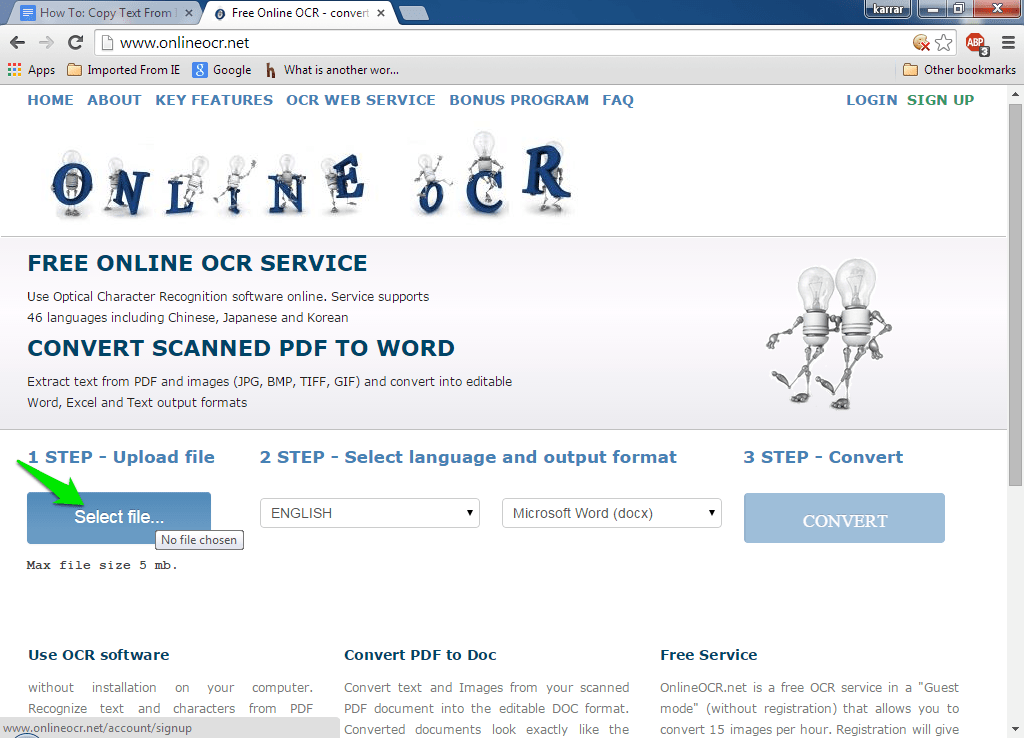 How To: Copy Text From
Free Online OCR - convert
karrar
www.onlineocr.net
ABP
3
Apps
Imported From IE
8 Google
h What is another wor...
Other bookmarks
HOME ABOUT KEY FEATURES OCR WEB SERVICE BONUS PROGRAM FAQ
LOGIN SIGN UP
ONLINE OCR
FREE ONLINE OCR SERVICE
Use Optical Character Recognition software online. Service supports
46 languages including Chinese, Japanese and Korean
CONVERT SCANNED PDF TO WORD
Extract text from PDF and images (JPG, BMP, TIFF, GIF) and convert into editable
Word, Excel and Text output formats
1 STEP - Upload file
2 STEP - Select language and output format
3 STEP - Convert
Select file...
ENGLISH
Microsoft Word (docx)
CONVERT
No file chosen
Max file size 5 mb.
Use OCR software
without installation on your computer.
Recognize text and characters from PDF
Convert PDF to Doc
Convert text and Images from your scanned
PDF document into the editable DOC format.
Converted documents look exactly like the
Free Service
OnlineOCR.net is a free OCR service in a "Guest
mode" (without registration) that allows you to
convert 15 images per hour. Registration will give
www.onlineocr.net/account/signup